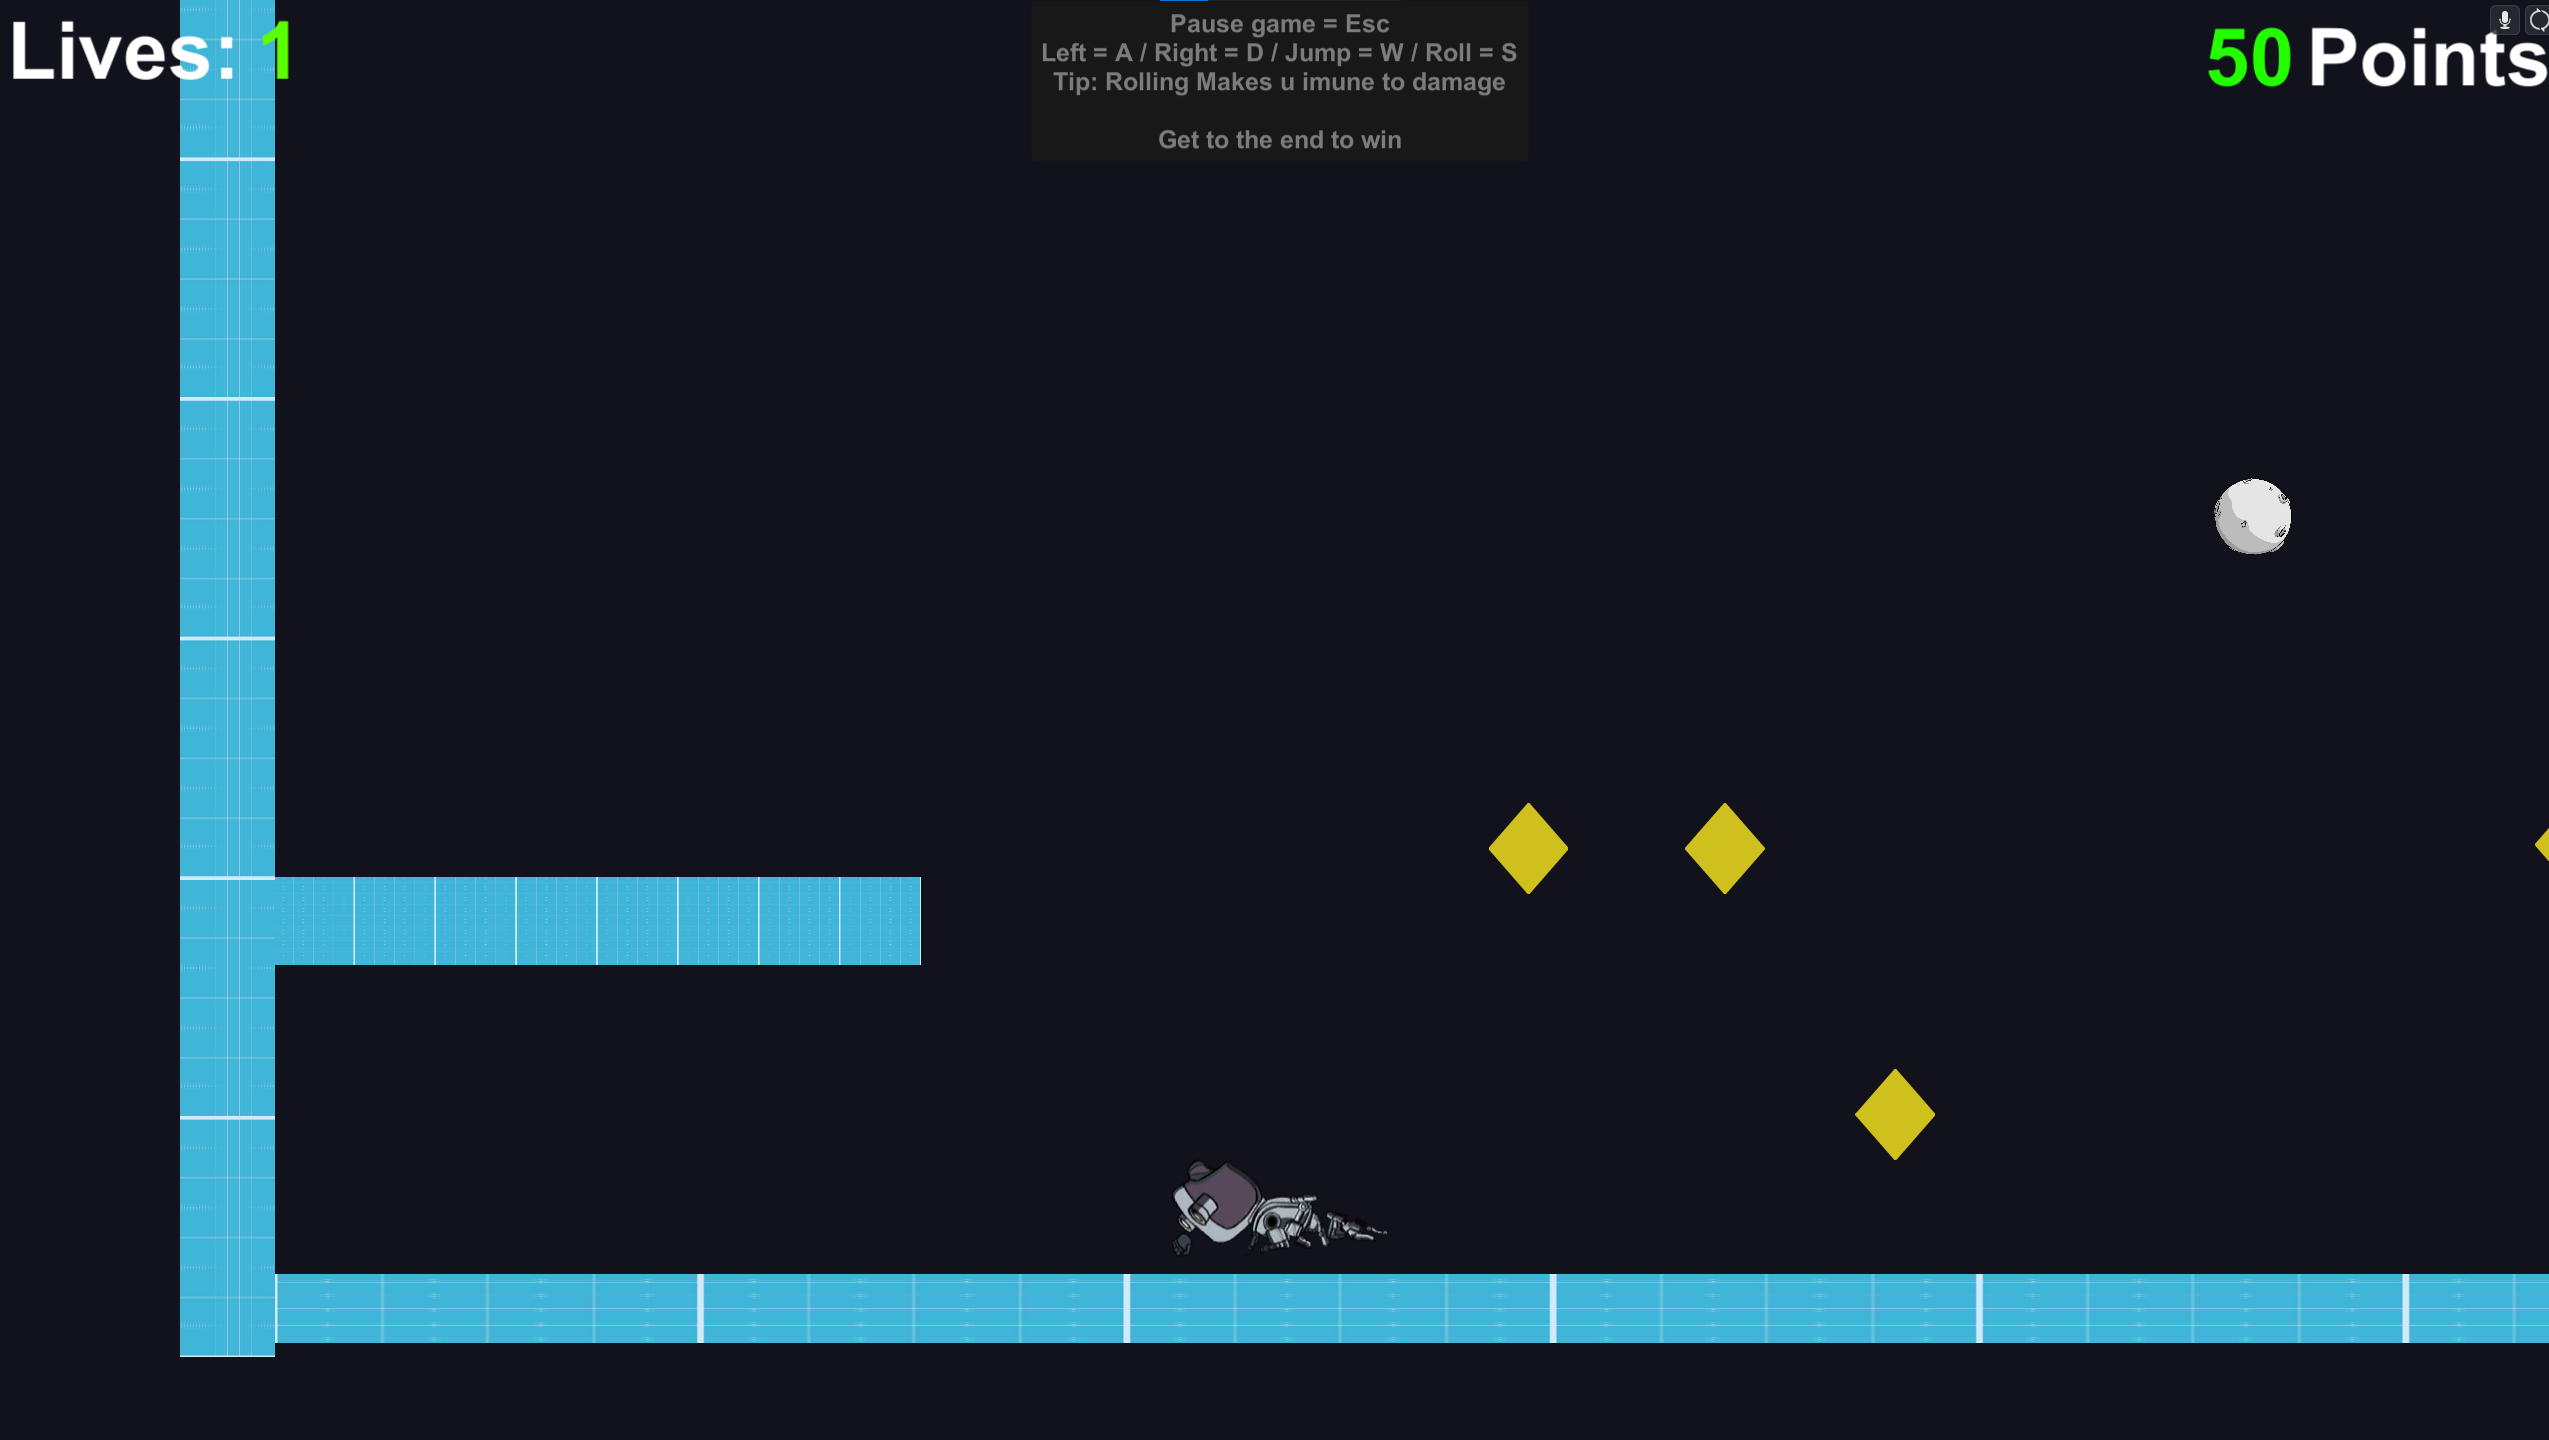 Lives: 1
Pause game = Esc
Left = A / Right = D / Jump = W / Roll = S
Tip: Rolling Makes u imune to damage
Get to the end to win
50 Points